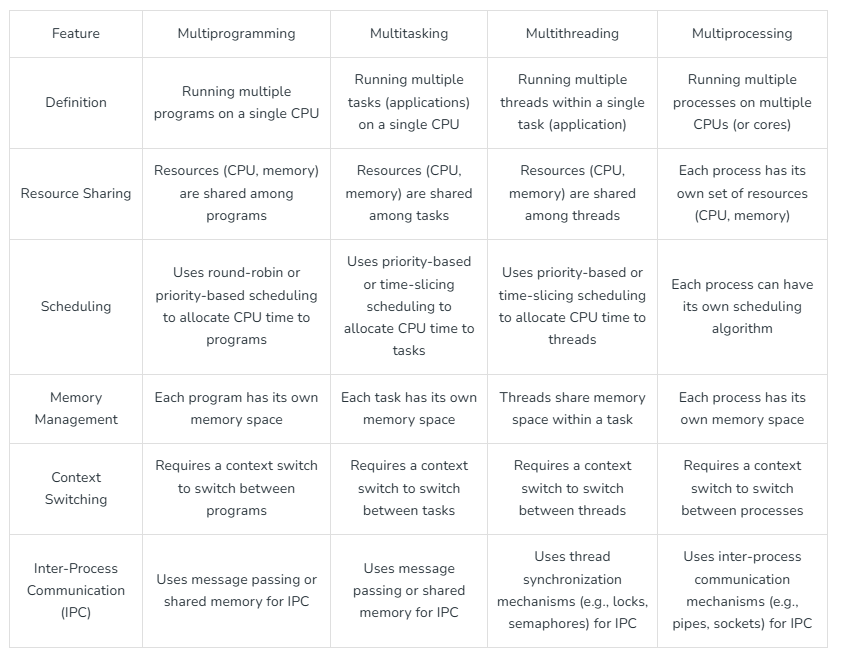 Feature
Multiprogramming
Multitasking
Multithreading
Multiprocessing
Definition
Running multiple
programs on a single CPU
Running multiple
tasks (applications)
on a single CPU
Running multiple
threads within a single
task (application)
Running multiple
processes on multiple
CPUs (or cores)
Resource Sharing
Resources (CPU, memory)
are shared among
programs
Resources (CPU,
memory) are shared
among tasks
Resources (CPU,
memory) are shared
among threads
Each process has its
own set of resources
(CPU, memory)
Scheduling
Uses round-robin or
priority-based scheduling
to allocate CPU time to
programs
Uses priority-based
or time-slicing
scheduling to
allocate CPU time to
tasks
Uses priority-based or
time-slicing scheduling
to allocate CPU time to
threads
Each process can have
its own scheduling
algorithm
Memory
Management
Each program has its own
memory space
Each task has its own
memory space
Threads share memory
space within a task
Each process has its
own memory space
Context
Switching
Requires a context switch
to switch between
programs
Requires a context
switch to switch
between tasks
Requires a context
switch to switch
between threads
Requires a context
switch to switch
between processes
Inter-Process
Communication
(IPC)
Uses message passing or
shared memory for IPC
Uses message
passing or shared
memory for IPC
Uses thread
synchronization
mechanisms (e.g., locks,
semaphores) for IPC
Uses inter-process
communication
mechanisms (e.g.,
pipes, sockets) for IPC